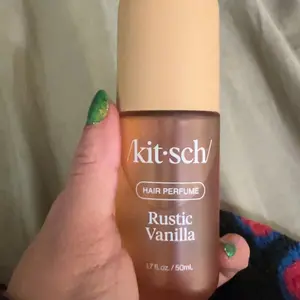 /kit·sch/
HAIR PERFUME
Rustic
Vanilla
1.7 fl. oz. / 50mL